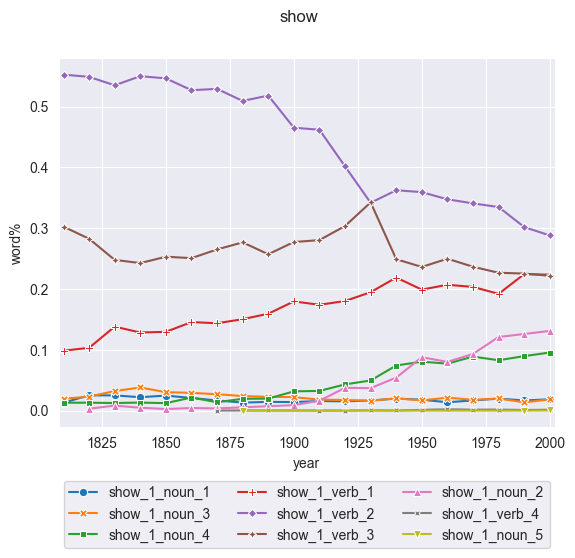 show
0.5
0.4
0.3
0.2
0.1
0.0
word%
1825 1850 1875 1900 1925 1950 1975 2000
year
show_1_noun_1 show_1_verb_1 show_1_noun_2
show_1_noun_3 show_1_verb_2 show_1_verb_4
show_1_noun_4 show_1_verb_3 show_1_noun_5